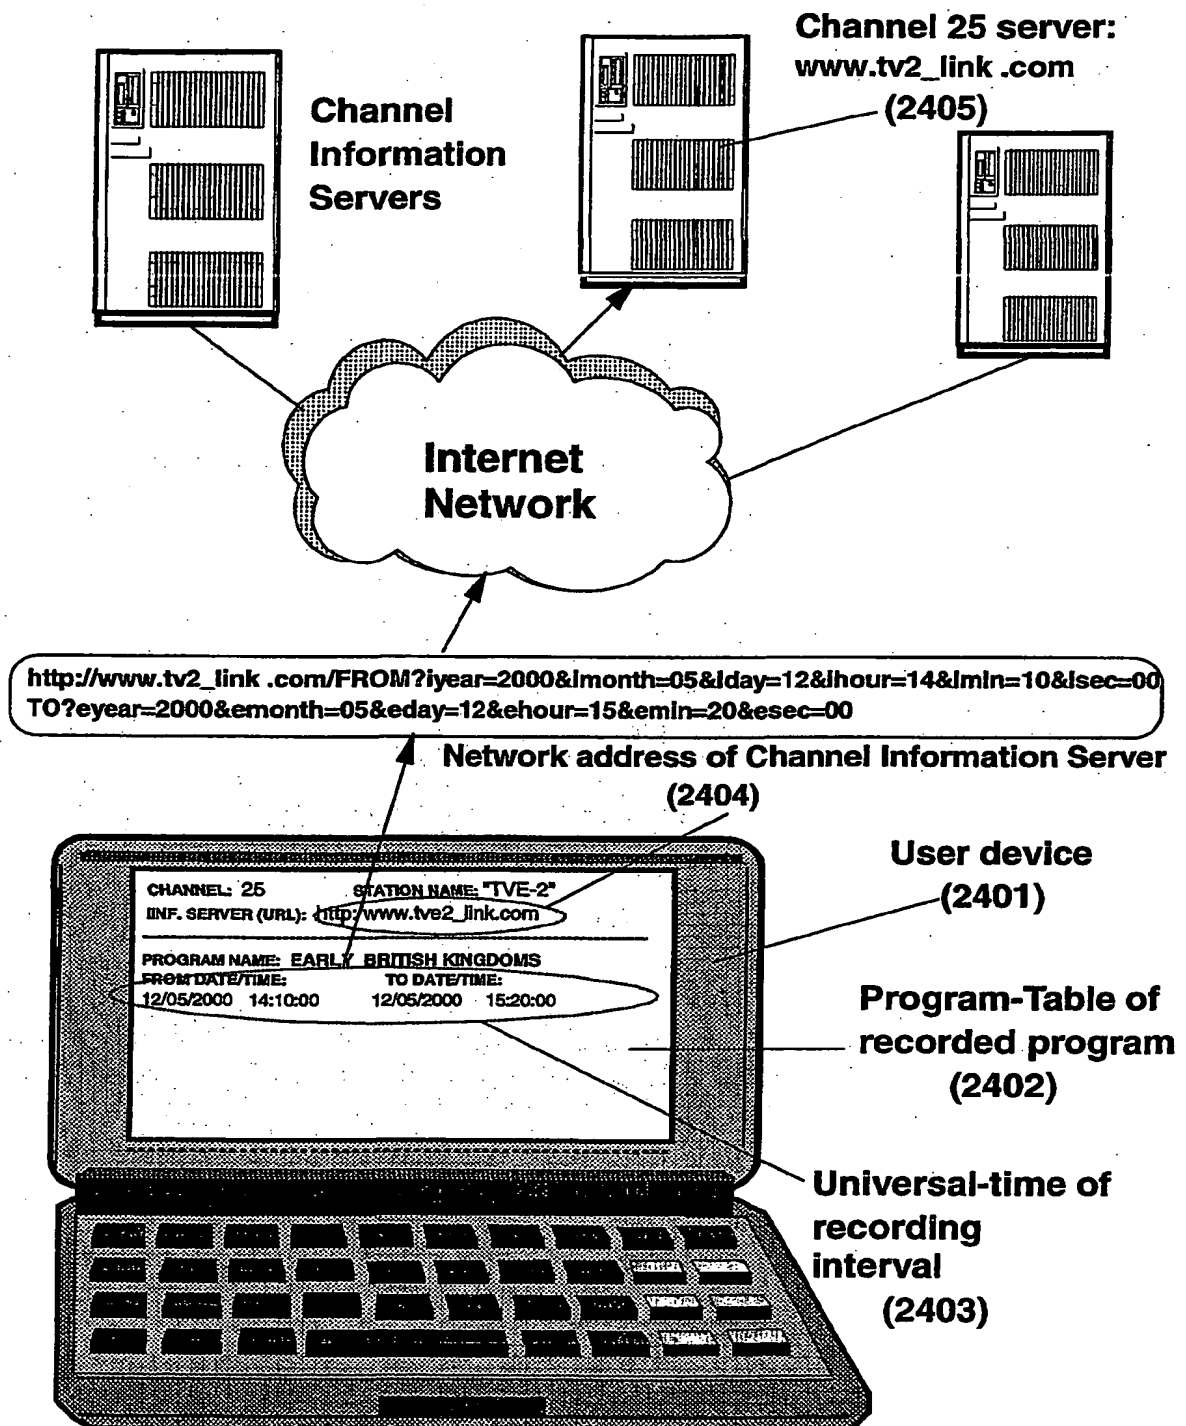 Channel 25 server:
www.tv2_link .com
(2405)
Channel
Information
Servers
Internet
Network
http://www.tv2_link .com/FROM?iyear=2000&imonth=05&iday=12&ihour=14&imin=10&isec=00
TO?eyear=2000&emonth=05&eday=12&ehour=15&emin=20&esec=00
Network address of Channel Information Server
(2404)
User device
(2401)
CHANNEL: 25 STATION NAME: "TVE-2"
IINF. SERVER (URL): http:/www.tve2_link.com
PROGRAM NAME: EARLY BRITISH KINGDOMS
FROM DATE/TIME: TO DATE/TIME:
12/05/2000 14:10:00 12/05/2000 15:20:00
Program-Table of
recorded program
(2402)
Universal-time of
recording
interval
(2403)